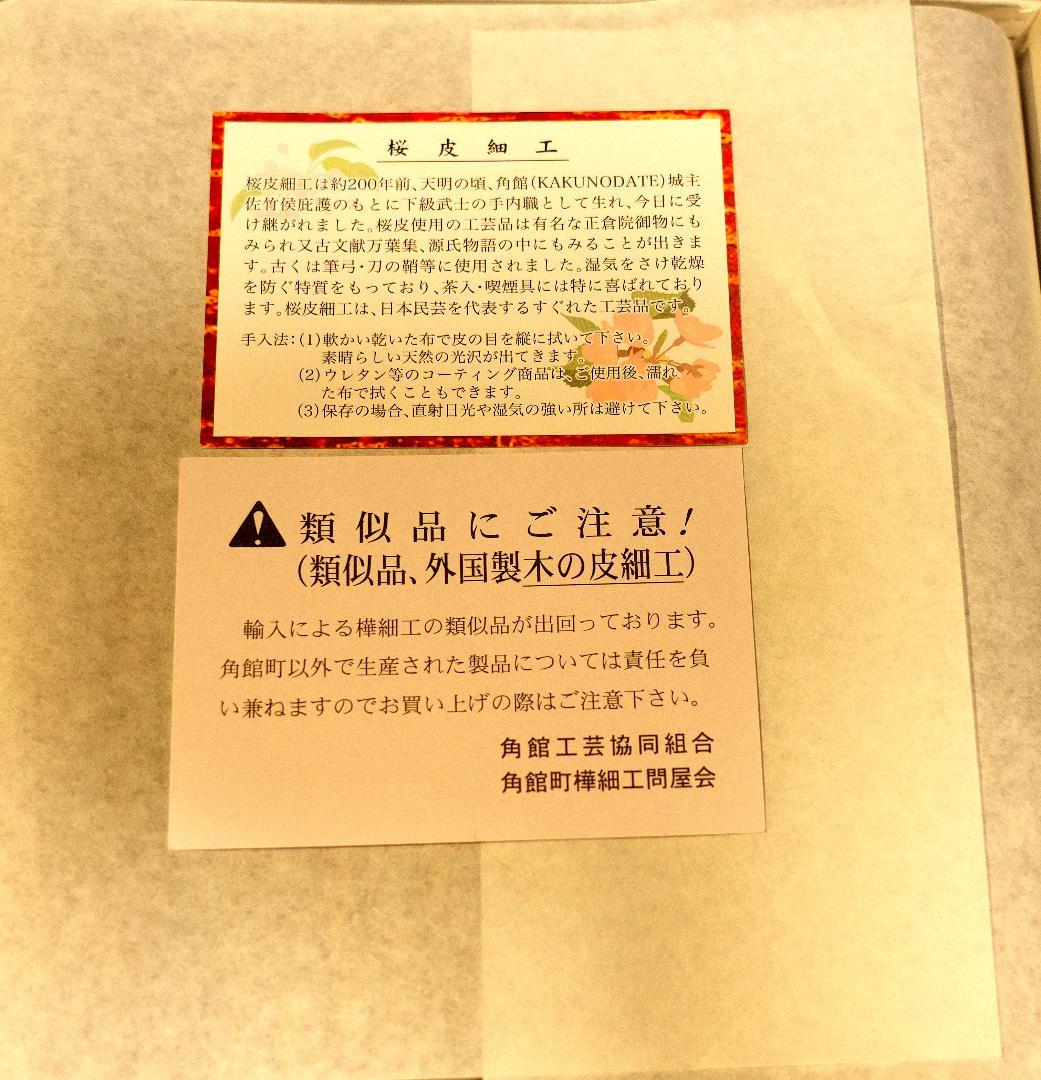 桜皮細工
桜皮細工は約200年前、天明の頃、角館(KAKUNODATE)城主
佐竹侯庇護のもとに下級武士の手内職として生れ、今日に受
け継がれました。桜皮使用の工芸品は有名な正倉院御物にも
みられ又古文献万葉集、源氏物語の中にもみることが出きま
す。古くは筆弓・刀の鞘等に使用されました。湿気をさけ乾燥
を防ぐ特質をもっており、茶入・喫煙具には特に喜ばれており
ます。桜皮細工は、日本民芸を代表するすぐれた工芸品です。
手入法:(1)軟かい乾いた布で皮の目を縦に拭いて下さい。
素晴らしい天然の光沢が出てきます。
(2)ウレタン等のコーティング商品は、ご使用後、濡れ
た布で拭くこともできます。
(3)保存の場合、直射日光や湿気の強い所は避けて下さい。
類似品にご注意!
(類似品、外国製木の皮細工)
輸入による樺細工の類似品が出回っております。
角館町以外で生産された製品については責任を負
い兼ねますのでお買い上げの際はご注意下さい。
角館工芸協同組合
角館町樺細工問屋会